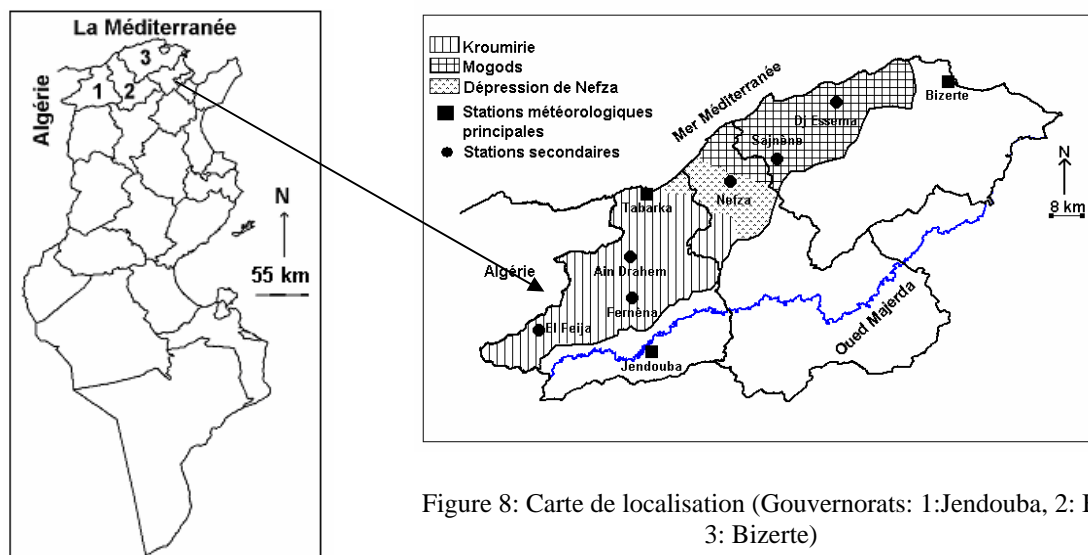 La Méditerranée
3
1
2
Algérie
N
55 km
Kroumirie
Mogods
Dépression de Nefza
Stations météorologiques
principales
Stations secondaires
Mer Méditerranée
Bizerte
Dj Essema
Sajnène
N
8 km
Nefza
Tabarka
Algérie
Ain Drahem
Fernèna
El Feija
Oued Majerda
Jendouba
Figure 8: Carte de localisation (Gouvernorats: 1:Jendouba, 2:
3: Bizerte)